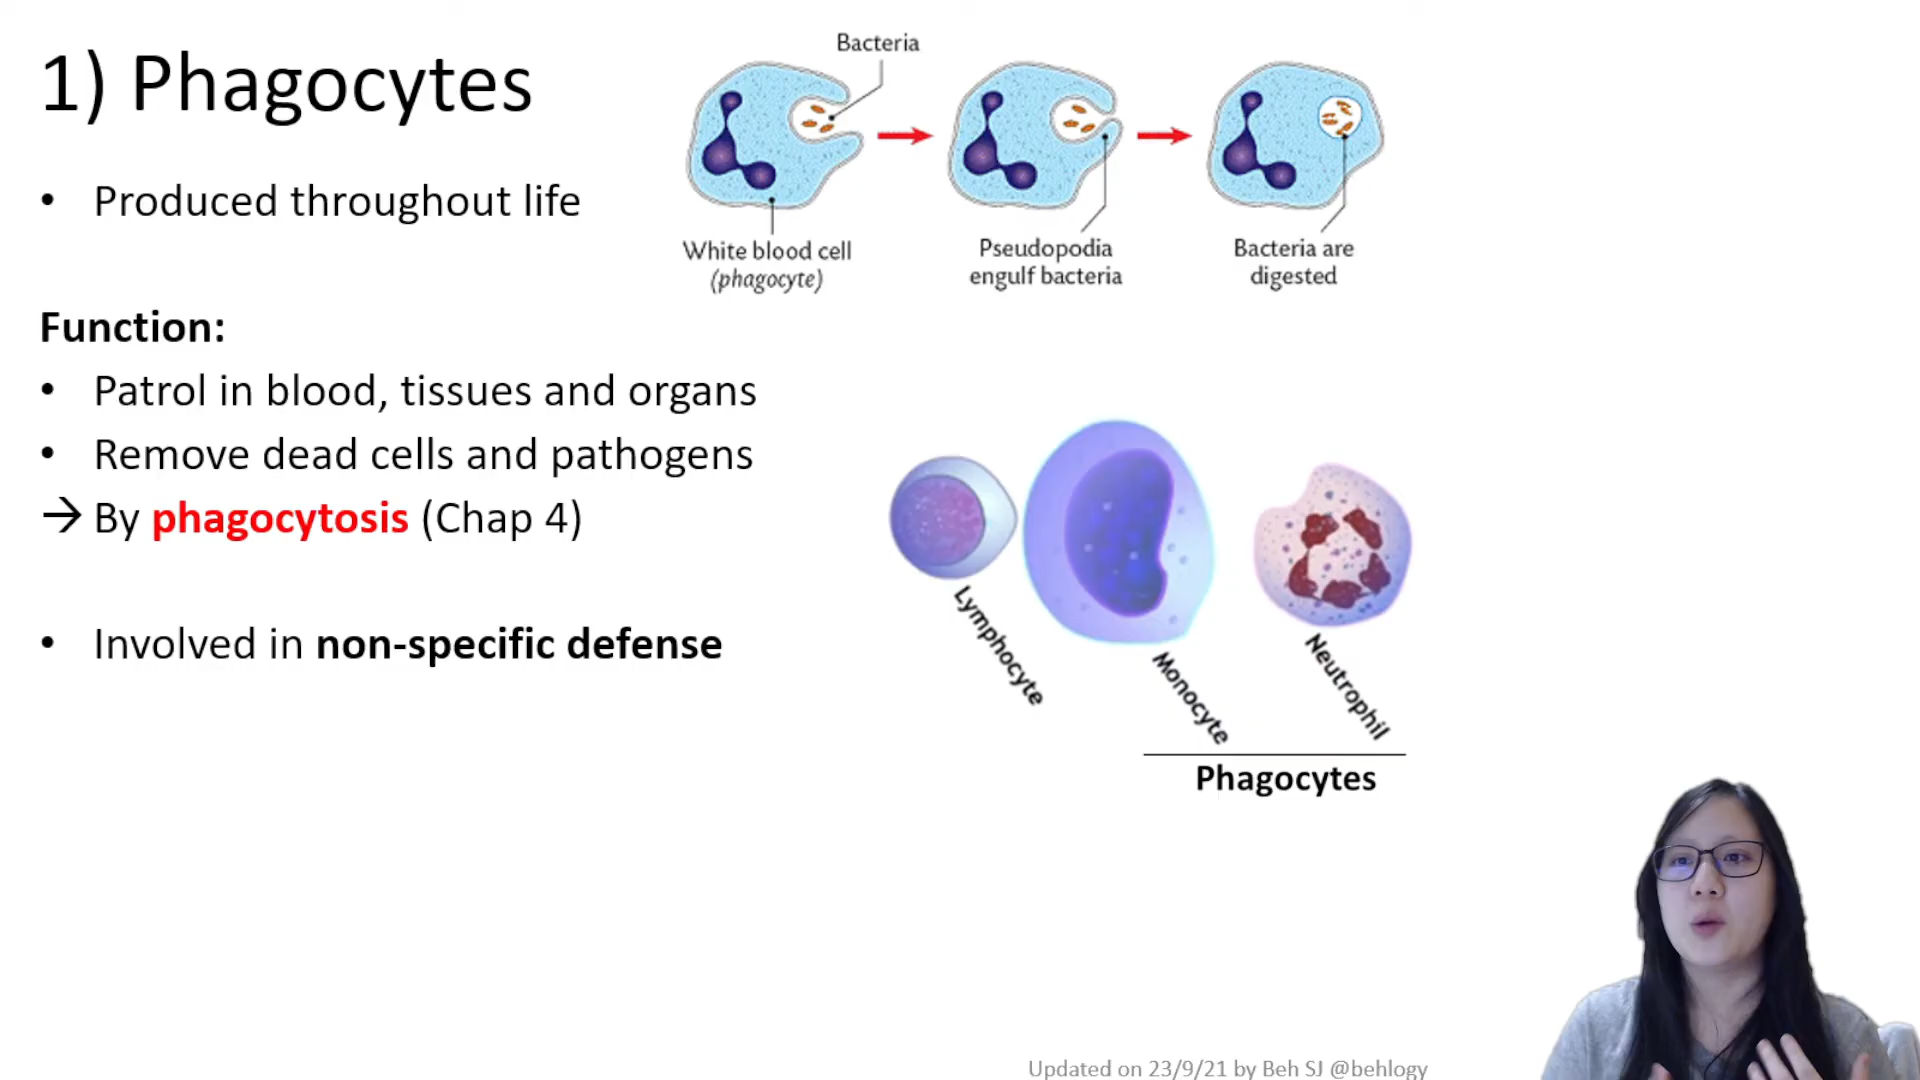 1) Phagocytes
• Produced throughout life
Function:
• Patrol in blood, tissues and organs
• Remove dead cells and pathogens
→ By phagocytosis (Chap 4)
• Involved in non-specific defense
Bacteria
White blood cell
(phagocyte)
Pseudopodia
engulf bacteria
Bacteria are
digested
Lymphocyte
Monocyte
Neutrophil
Phagocytes
Updated on 23/9/21 by Beh SJ @behlogy